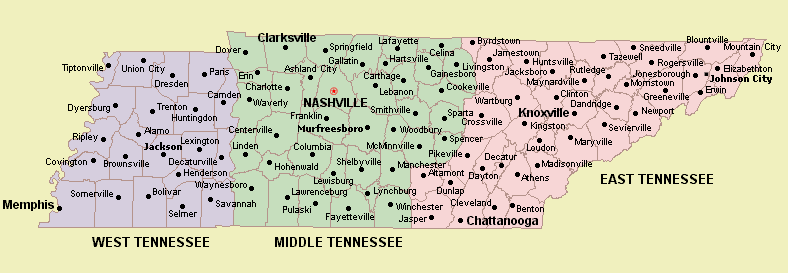 Clarksville
Dover
Springfield
Lafayette
Gallatin
Hartsville
Celina
Byrdstown
Jamestown
Livingston
Gainesboro
Huntsville
Jacksboro
Maynardville
Rutledge
Tazewell
Sneedville
Rogersville
Blountville
Mountain City
Elizabethton
Jonesborough
Johnson City
Morristown
Greeneville
Erwin
Tiptonville
Union City
Dresden
Paris
Erin
Ashland City
Charlotte
Camden
Waverly
NASHVILLE
Carthage
Lebanon
Cookeville
Wartburg
Clinton
Dandridge
Newport
Dyersburg
Trenton
Huntingdon
Franklin
Smithville
Sparta
Crossville
Knoxville
Kingston
Sevierville
Ripley
Alamo
Lexington
Centerville
Murfreesboro
Woodbury
Spencer
Loudon
Maryville
Jackson
Decaturville
Linden
Columbia
McMinnville
Pikeville
Decatur
Madisonville
Covington
Brownsville
Henderson
Hohenwald
Shelbyville
Manchester
Altamont
Dayton
Athens
EAST TENNESSEE
Waynesboro
Lewisburg
Lawrenceburg
Lynchburg
Dunlap
Somerville
Bolivar
Savannah
Memphis
Selmer
Pulaski
Fayetteville
Winchester
Jasper
Cleveland
Benton
Chattanooga
WEST TENNESSEE
MIDDLE TENNESSEE